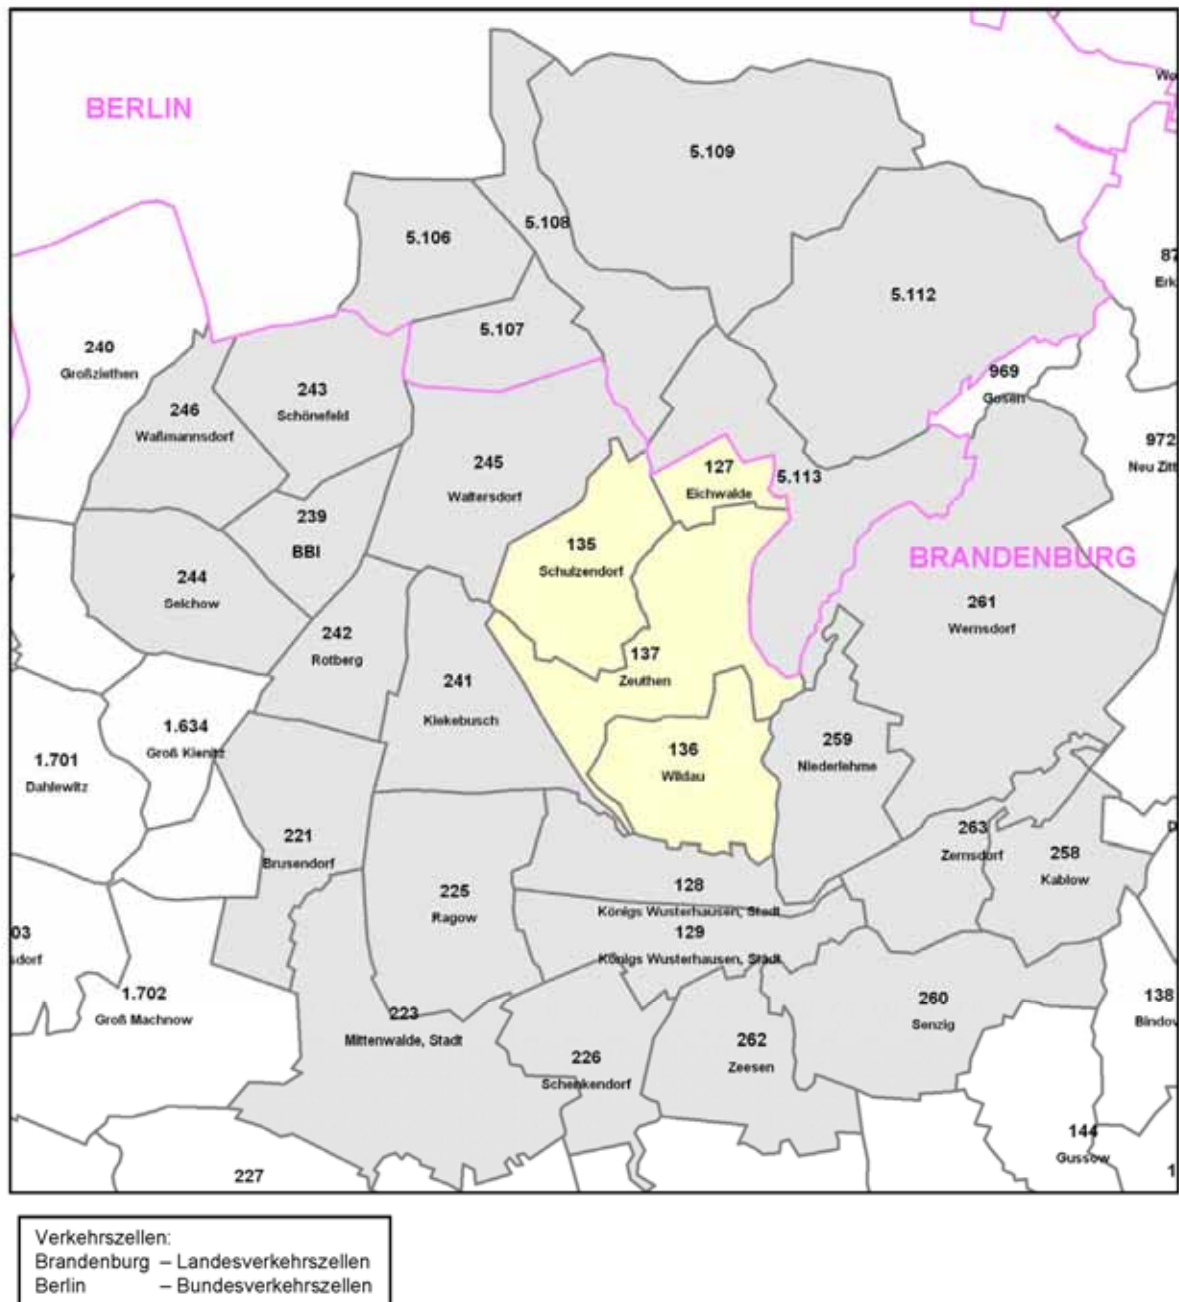 Wo
BERLIN
5.109
5.108
5.106
87
Erk
5.112
5.107
240
Großziethen
969
Gosen
243
Schönefeld
246
Waßmannsdorf
972
Neu Zitt
245
Waltersdorf
127
Eichwalde
5.113
239
BBI
135
Schulzendorf
BRANDENBURG
244
Selchow
261
Wernsdorf
242
Rotberg
137
Zeuthen
241
Kiekebusch
1.634
Groß Kienitz
259
Niederlehme
136
Wildau
1.701
Dahlewitz
263
Zernsdorf
221
Brusendorf
258
Kablow
225
Ragow
128
Königs Wusterhausen, Stadt
129
Königs Wusterhausen, Stadt
03
sdorf
1.702
Groß Machnow
260
Senzig
138
Bindow
223
Mittenwalde, Stadt
262
Zeesen
226
Schenkendorf
144
Gussow
227
1
Verkehrszellen:
Brandenburg – Landesverkehrszellen
Berlin – Bundesverkehrszellen